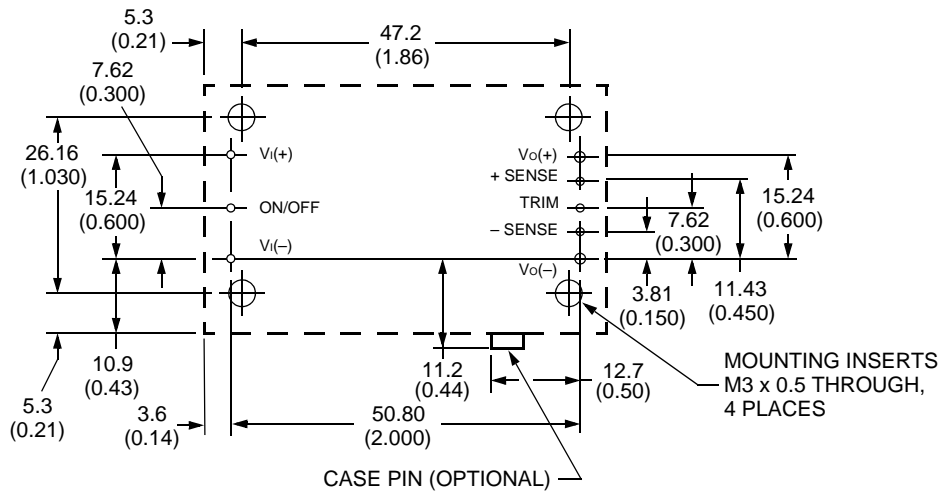 5.3
(0.21)
47.2
(1.86)
7.62
(0.300)
26.16
(1.030)
15.24
(0.600)
VI(+)
ON/OFF
VI(–)
VO(+)
+ SENSE
TRIM
– SENSE
VO(–)
15.24
(0.600)
7.62
(0.300)
3.81
(0.150)
11.43
(0.450)
10.9
(0.43)
5.3
(0.21)
3.6
(0.14)
11.2
(0.44)
12.7
(0.50)
50.80
(2.000)
MOUNTING INSERTS
M3 x 0.5 THROUGH,
4 PLACES
CASE PIN (OPTIONAL)